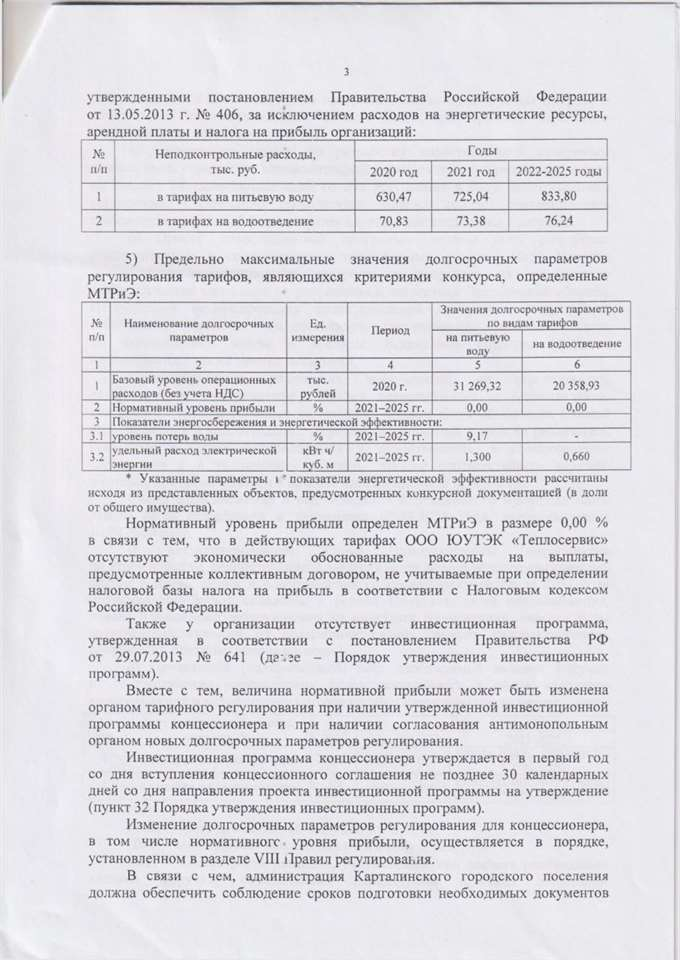 3
утвержденными постановлением Правительства Российской Федерации
от 13.05.2013 г. № 406, за исключением расходов на энергетические ресурсы,
арендной платы и налога на прибыль организаций:
№ п/п Неподконтрольные расходы, тыс. руб. Годы
2020 год 2021 год 2022-2025 годы
1 в тарифах на питьевую воду 630,47 725,04 833,80
2 в тарифах на водоотведение 70,83 73,38 76,24
5) Предельно максимальные значения долгосрочных параметров
регулирования тарифов, являющихся критериями конкурса, определенные
МТРиЭ:
№ п/п Наименование долгосрочных параметров Ед. измерения Период Значения долгосрочных параметров по видам тарифов
на питьевую воду на водоотведение
1 2 3 4 5 6
1 Базовый уровень операционных расходов (без учета НДС) тыс. рублей 2020 г. 31 269,32 20 358,93
2 Нормативный уровень прибыли % 2021–2025 гг. 0,00 0,00
3 Показатели энергосбережения и энергетической эффективности:
3.1 уровень потерь воды % 2021–2025 гг. 9,17 -
3.2 удельный расход электрической энергии кВт ч/ куб. м 2021–2025 гг. 1,300 0,660
* Указанные параметры и показатели энергетической эффективности рассчитаны
исходя из представленных объектов, предусмотренных конкурсной документацией (в доли
от общего имущества).
Нормативный уровень прибыли определен МТРиЭ в размере 0,00 %
в связи с тем, что в действующих тарифах ООО ЮУТЭК «Теплосервис»
отсутствуют экономически обоснованные расходы на выплаты,
предусмотренные коллективным договором, не учитываемые при определении
налоговой базы налога на прибыль в соответствии с Налоговым кодексом
Российской Федерации.
Также у организации отсутствует инвестиционная программа,
утвержденная в соответствии с постановлением Правительства РФ
от 29.07.2013 № 641 (далее – Порядок утверждения инвестиционных
программ).
Вместе с тем, величина нормативной прибыли может быть изменена
органом тарифного регулирования при наличии утвержденной инвестиционной
программы концессионера и при наличии согласования антимонопольным
органом новых долгосрочных параметров регулирования.
Инвестиционная программа концессионера утверждается в первый год
со дня вступления концессионного соглашения не позднее 30 календарных
дней со дня направления проекта инвестиционной программы на утверждение
(пункт 32 Порядка утверждения инвестиционных программ).
Изменение долгосрочных параметров регулирования для концессионера,
в том числе нормативного уровня прибыли, осуществляется в порядке,
установленном в разделе VIII Правил регулирования.
В связи с чем, администрация Карталинского городского поселения
должна обеспечить соблюдение сроков подготовки необходимых документов